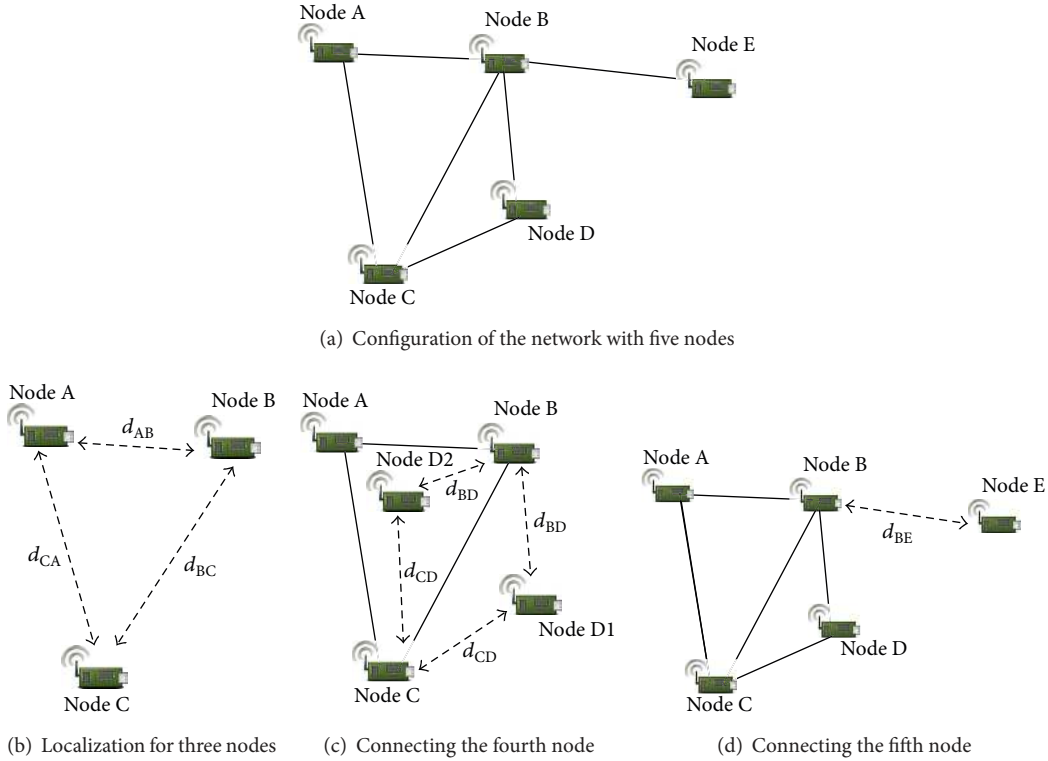 Node A
Node B
Node E
Node D
Node C
(a) Configuration of the network with five nodes
Node A
Node B
d_AB
d_CA
d_BC
Node C
(b) Localization for three nodes
Node A
Node B
Node D2
d_BD
d_BD
d_CD
Node D1
d_CD
Node C
(c) Connecting the fourth node
Node A
Node B
Node E
d_BE
Node D
Node C
(d) Connecting the fifth node